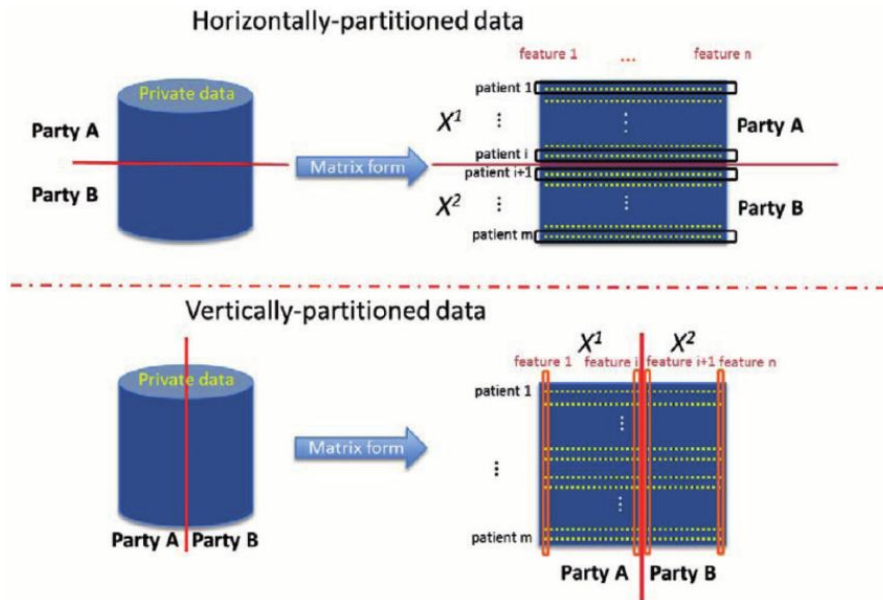 Horizontally-partitioned data
feature 1 ... feature n
Private data
patient 1
Party A
X1
⋮
⋮
Party A
patient i
Matrix form
patient i+1
Party B
X2
⋮
⋮
Party B
patient m
Vertically-partitioned data
X1 X2
feature 1 feature i feature i+1 feature n
Private data
patient 1
⋮
Matrix form
⋮
⋮
patient m
Party A Party B
Party A Party B